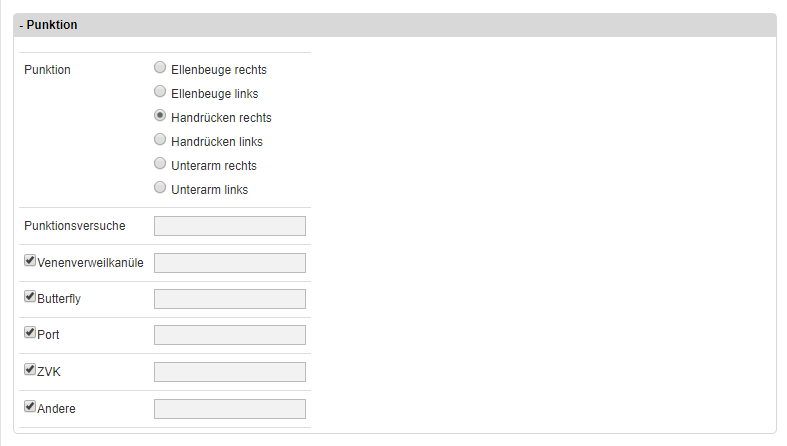 - Punktion
Punktion
Ellenbeuge rechts
Ellenbeuge links
Handrücken rechts
Handrücken links
Unterarm rechts
Unterarm links
Punktionsversuche
Venenverweilkanüle
Butterfly
Port
ZVK
Andere